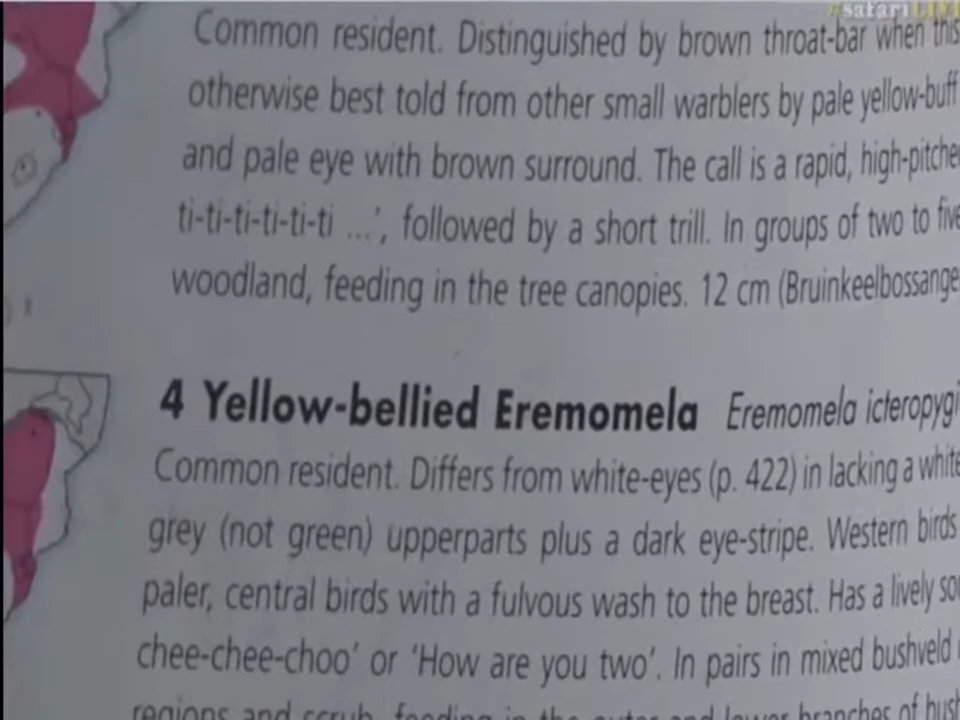 #safariLIVE
Common resident. Distinguished by brown throat-bar when this
otherwise best told from other small warblers by pale yellow-buff
and pale eye with brown surround. The call is a rapid, high-pitche
ti-ti-ti-ti-ti-ti ...', followed by a short trill. In groups of two to five
woodland, feeding in the tree canopies. 12 cm (Bruinkeelbossange
4 Yellow-bellied Eremomela Eremomela icteropygi
Common resident. Differs from white-eyes (p. 422) in lacking a white
grey (not green) upperparts plus a dark eye-stripe. Western birds
paler, central birds with a fulvous wash to the breast. Has a lively so
chee-chee-choo' or 'How are you two'. In pairs in mixed bushveld
regions and scrub, feeding in the outer and lower branches of bush